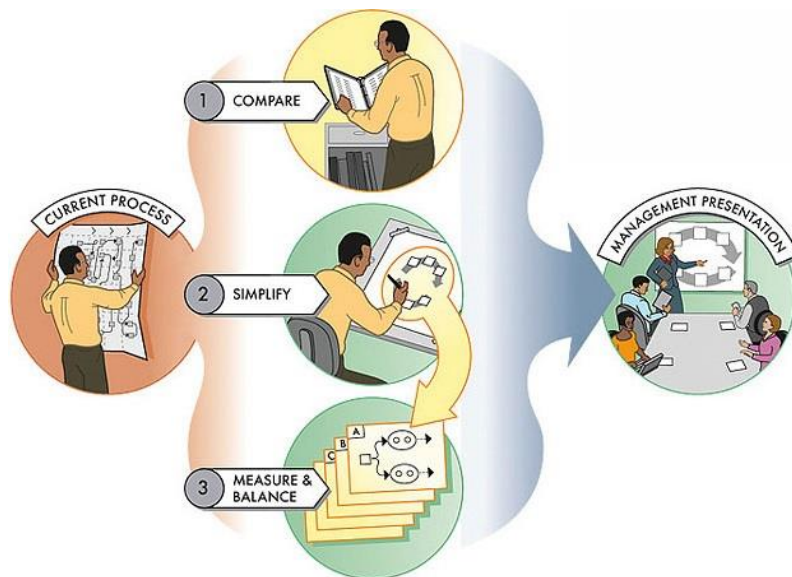 CURRENT PROCESS
1 COMPARE
2 SIMPLIFY
A
B
C
3 MEASURE &
BALANCE
MANAGEMENT PRESENTATION